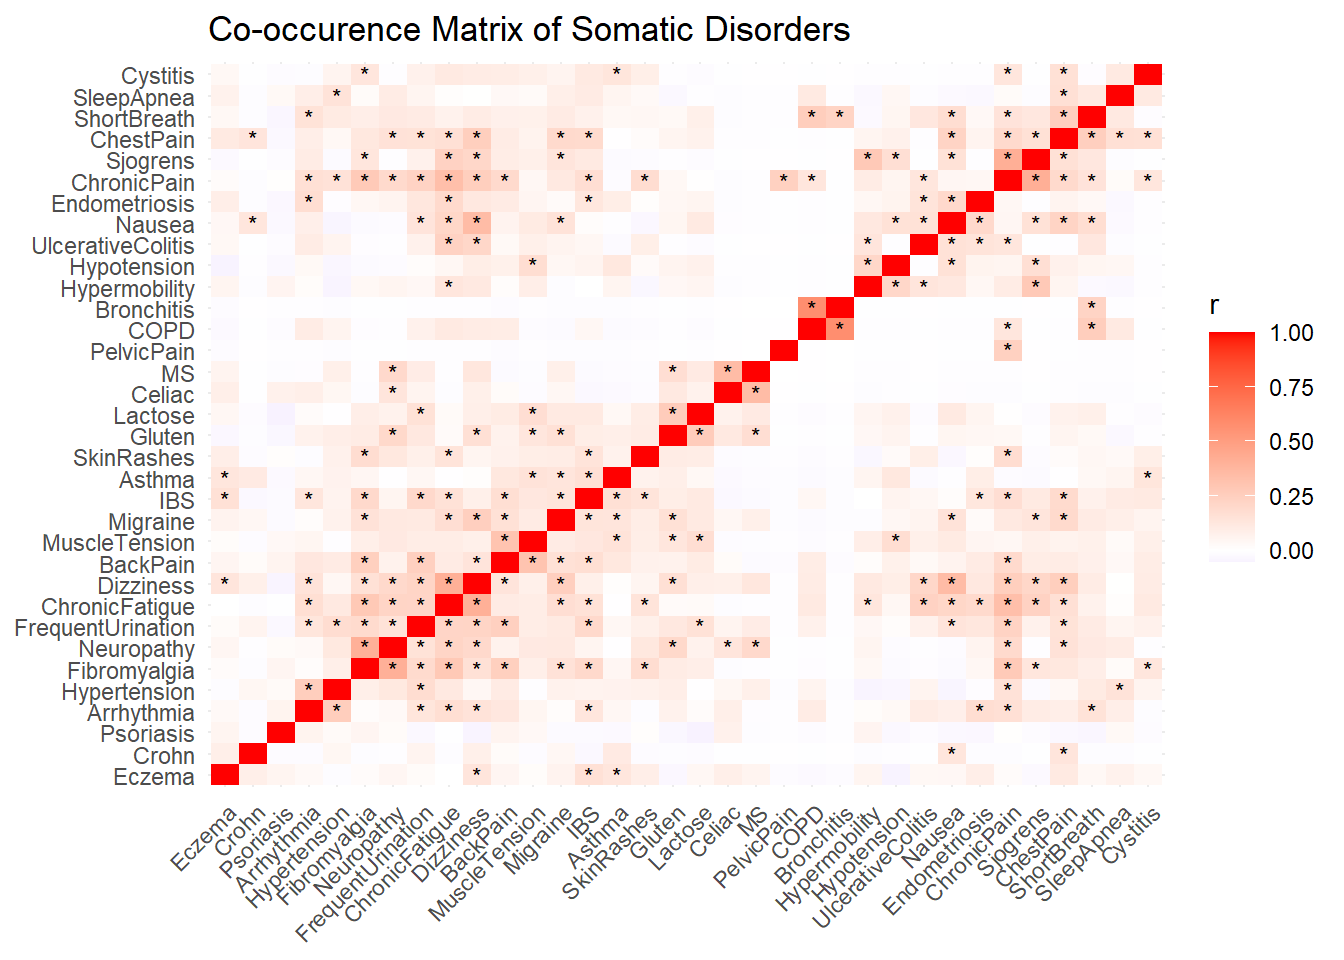 Co-occurence Matrix of Somatic Disorders
Cystitis
SleepApnea
ShortBreath
ChestPain
Sjogrens
ChronicPain
Endometriosis
Nausea
UlcerativeColitis
Hypotension
Hypermobility
Bronchitis
COPD
PelvicPain
MS
Celiac
Lactose
Gluten
SkinRashes
Asthma
IBS
Migraine
MuscleTension
BackPain
Dizziness
ChronicFatigue
FrequentUrination
Neuropathy
Fibromyalgia
Hypertension
Arrhythmia
Psoriasis
Crohn
Eczema
Eczema
Crohn
Psoriasis
Arrhythmia
Hypertension
Fibromyalgia
Neuropathy
FrequentUrination
ChronicFatigue
Dizziness
BackPain
MuscleTension
Migraine
IBS
Asthma
SkinRashes
Gluten
Lactose
Celiac
MS
PelvicPain
COPD
Bronchitis
Hypermobility
Hypotension
UlcerativeColitis
Nausea
Endometriosis
ChronicPain
Sjogrens
ChestPain
ShortBreath
SleepApnea
Cystitis
r
1.00
0.75
0.50
0.25
0.00